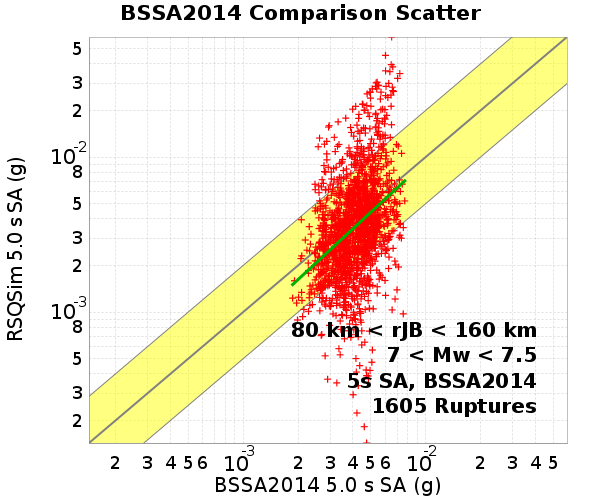 BSSA2014 Comparison Scatter
RSQSim 5.0 s SA (g)
5
3
2
10-2
8
5
3
2
10-3
8
5
3
2
80 km < rJB < 160 km
7 < Mw < 7.5
5s SA, BSSA2014
1605 Ruptures
2 3 4 5 6 10-3 2 3 4 5 6 10-2 2 3 4 5
BSSA2014 5.0 s SA (g)